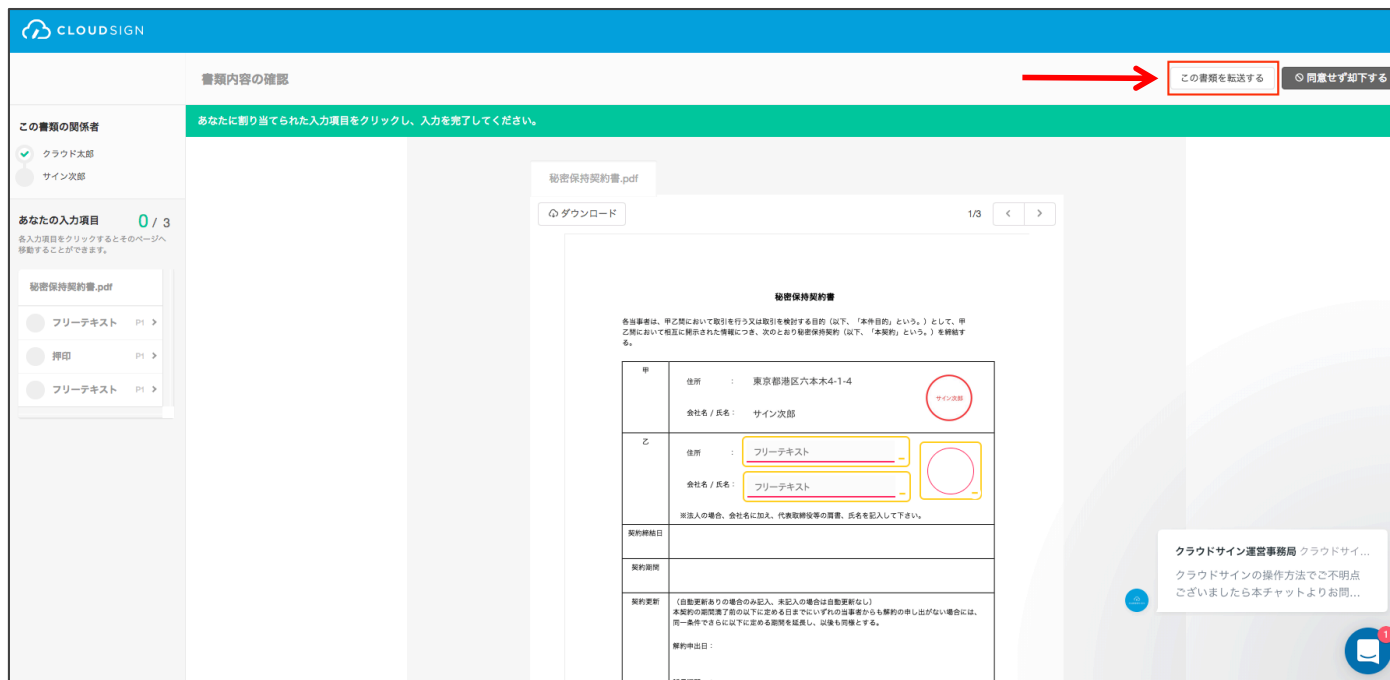 CLOUDSIGN
書類内容の確認
この書類を転送する
同意せず却下する
この書類の関係者
クラウド太郎
サイン次郎
あなたの入力項目 0 / 3
各入力項目をクリックするとそのページへ
移動することができます。
秘密保持契約書.pdf
フリーテキスト P1
押印 P1
フリーテキスト P1
あなたに割り当てられた入力項目をクリックし、入力を完了してください。
秘密保持契約書.pdf
ダウンロード
1/3
秘密保持契約書
各当事者は、甲乙間において取引を行う又は取引を検討する目的(以下、「本件目的」という。)として、甲
乙間において相互に開示された情報につき、次のとおり秘密保持契約(以下、「本契約」という。)を締結す
る。
甲
住所 : 東京都港区六本木4-1-4
会社名 / 氏名: サイン次郎
サイン次郎
乙
住所 : フリーテキスト
会社名 / 氏名: フリーテキスト
※法人の場合、会社名に加え、代表取締役等の肩書、氏名を記入して下さい。
契約締結日
契約期間
契約更新
(自動更新ありの場合のみ記入、未記入の場合は自動更新なし)
本契約の期間満了前の以下に定める日までにいずれの当事者からも解約の申し出がない場合には、
同一条件でさらに以下に定める期間を延長し、以後も同様とする。
解約申出日:
クラウドサイン運営事務局 クラウドサイ...
クラウドサインの操作方法でご不明点
ございましたら本チャットよりお問...
1